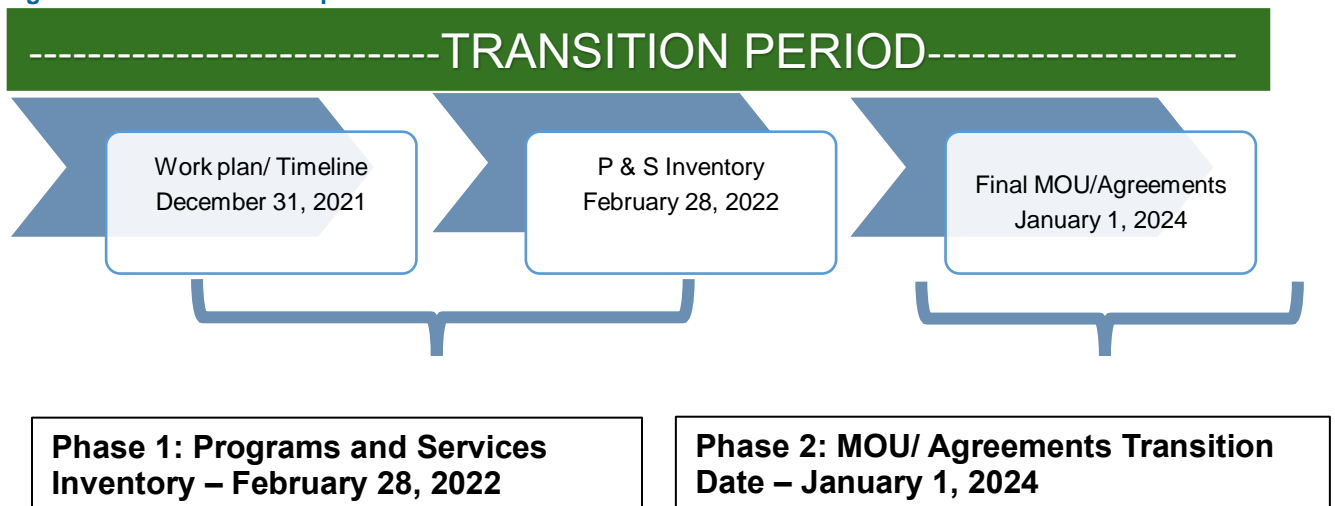 ---------------------------TRANSITION PERIOD--------------------
Work plan/ Timeline
December 31, 2021
P & S Inventory
February 28, 2022
Final MOU/Agreements
January 1, 2024
Phase 1: Programs and Services
Inventory – February 28, 2022
Phase 2: MOU/ Agreements Transition
Date – January 1, 2024